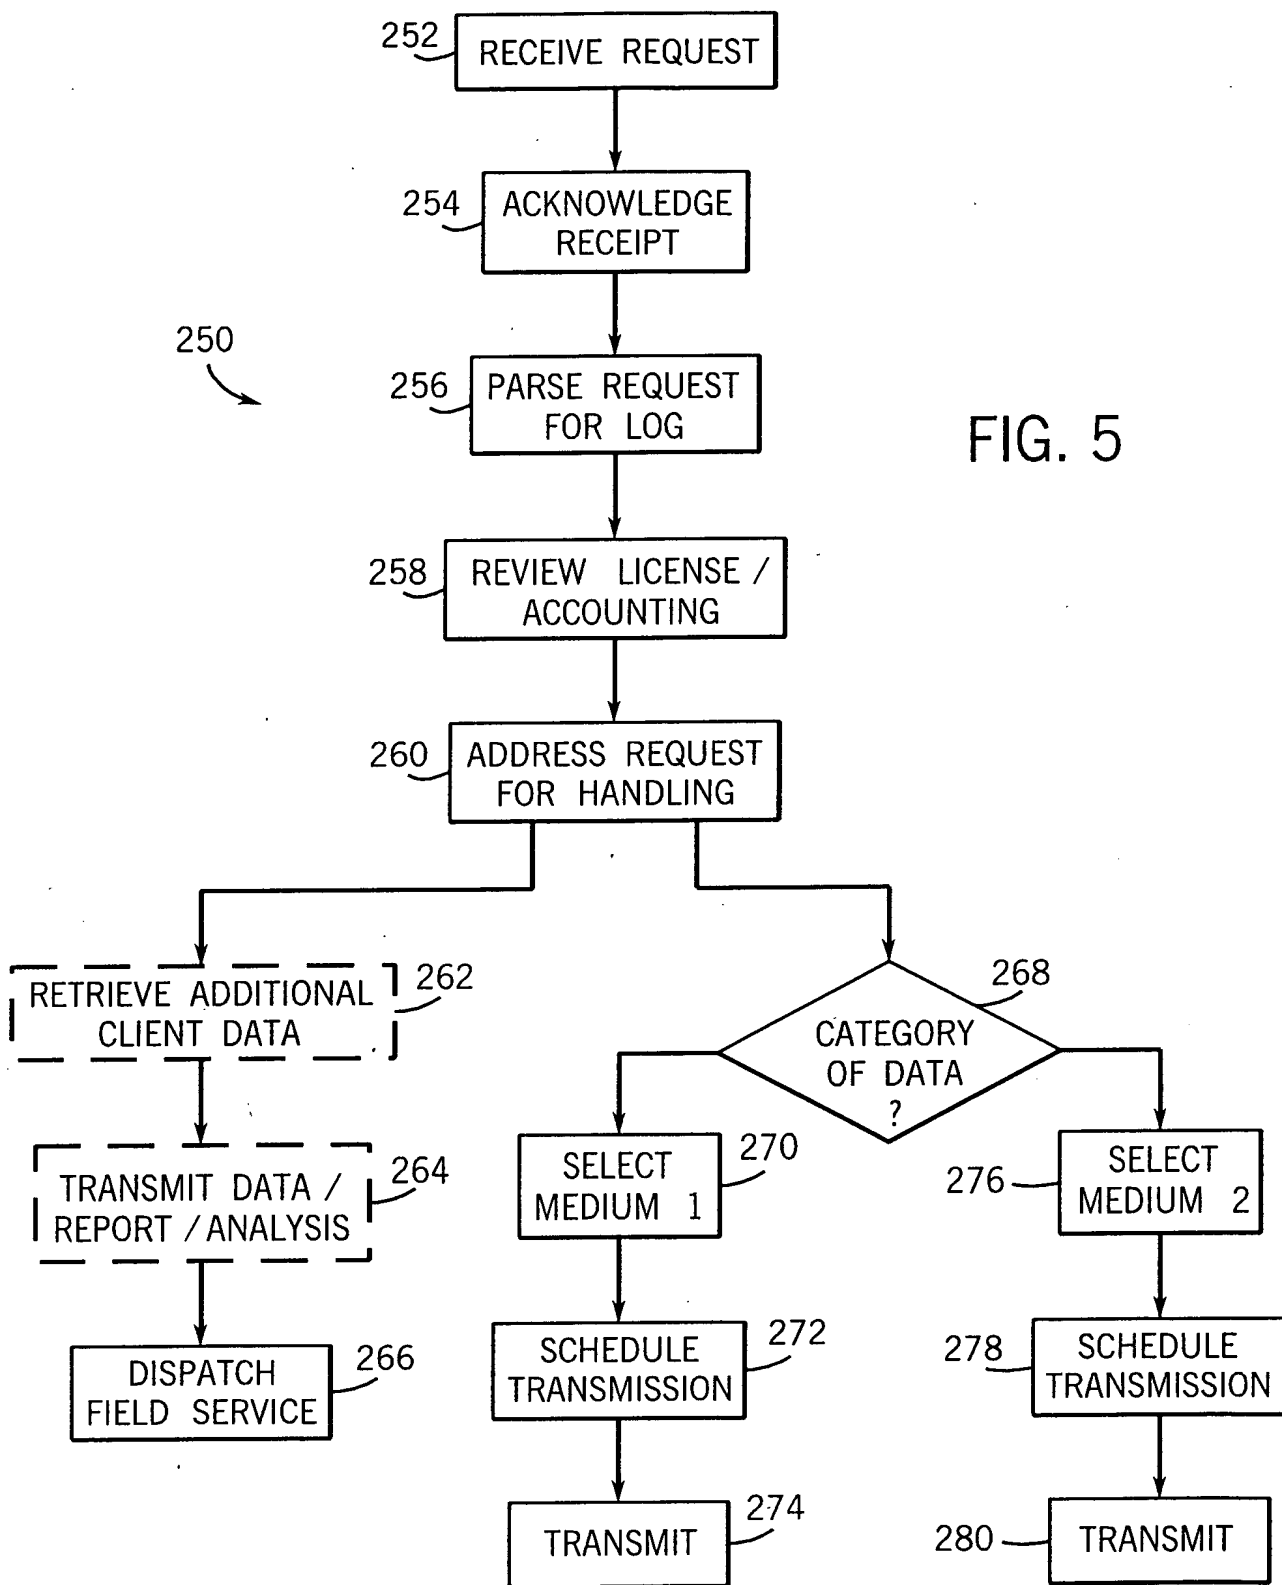 252
RECEIVE REQUEST
254
ACKNOWLEDGE
RECEIPT
250
256
PARSE REQUEST
FOR LOG
FIG. 5
258
REVIEW LICENSE /
ACCOUNTING
260
ADDRESS REQUEST
FOR HANDLING
262
RETRIEVE ADDITIONAL
CLIENT DATA
268
CATEGORY
OF DATA
?
264
TRANSMIT DATA /
REPORT / ANALYSIS
270
SELECT
MEDIUM 1
276
SELECT
MEDIUM 2
266
DISPATCH
FIELD SERVICE
272
SCHEDULE
TRANSMISSION
278
SCHEDULE
TRANSMISSION
274
TRANSMIT
280
TRANSMIT